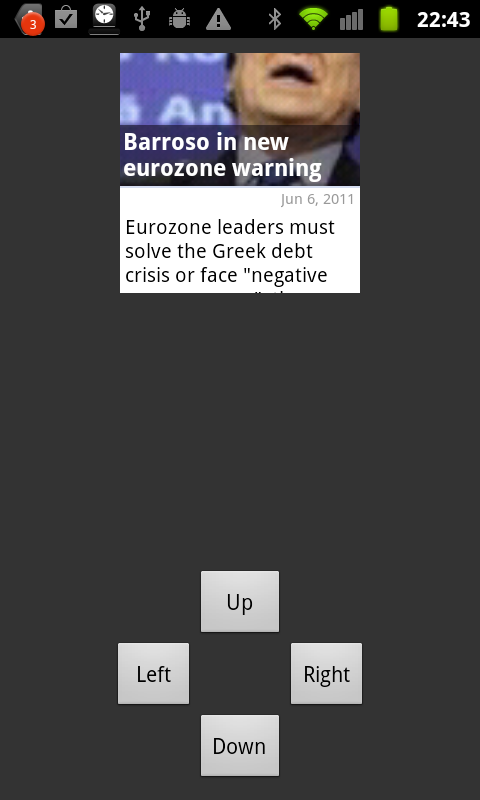 3
22:43
Barroso in new
eurozone warning
Jun 6, 2011
Eurozone leaders must
solve the Greek debt
crisis or face "negative
Up
Left
Right
Down